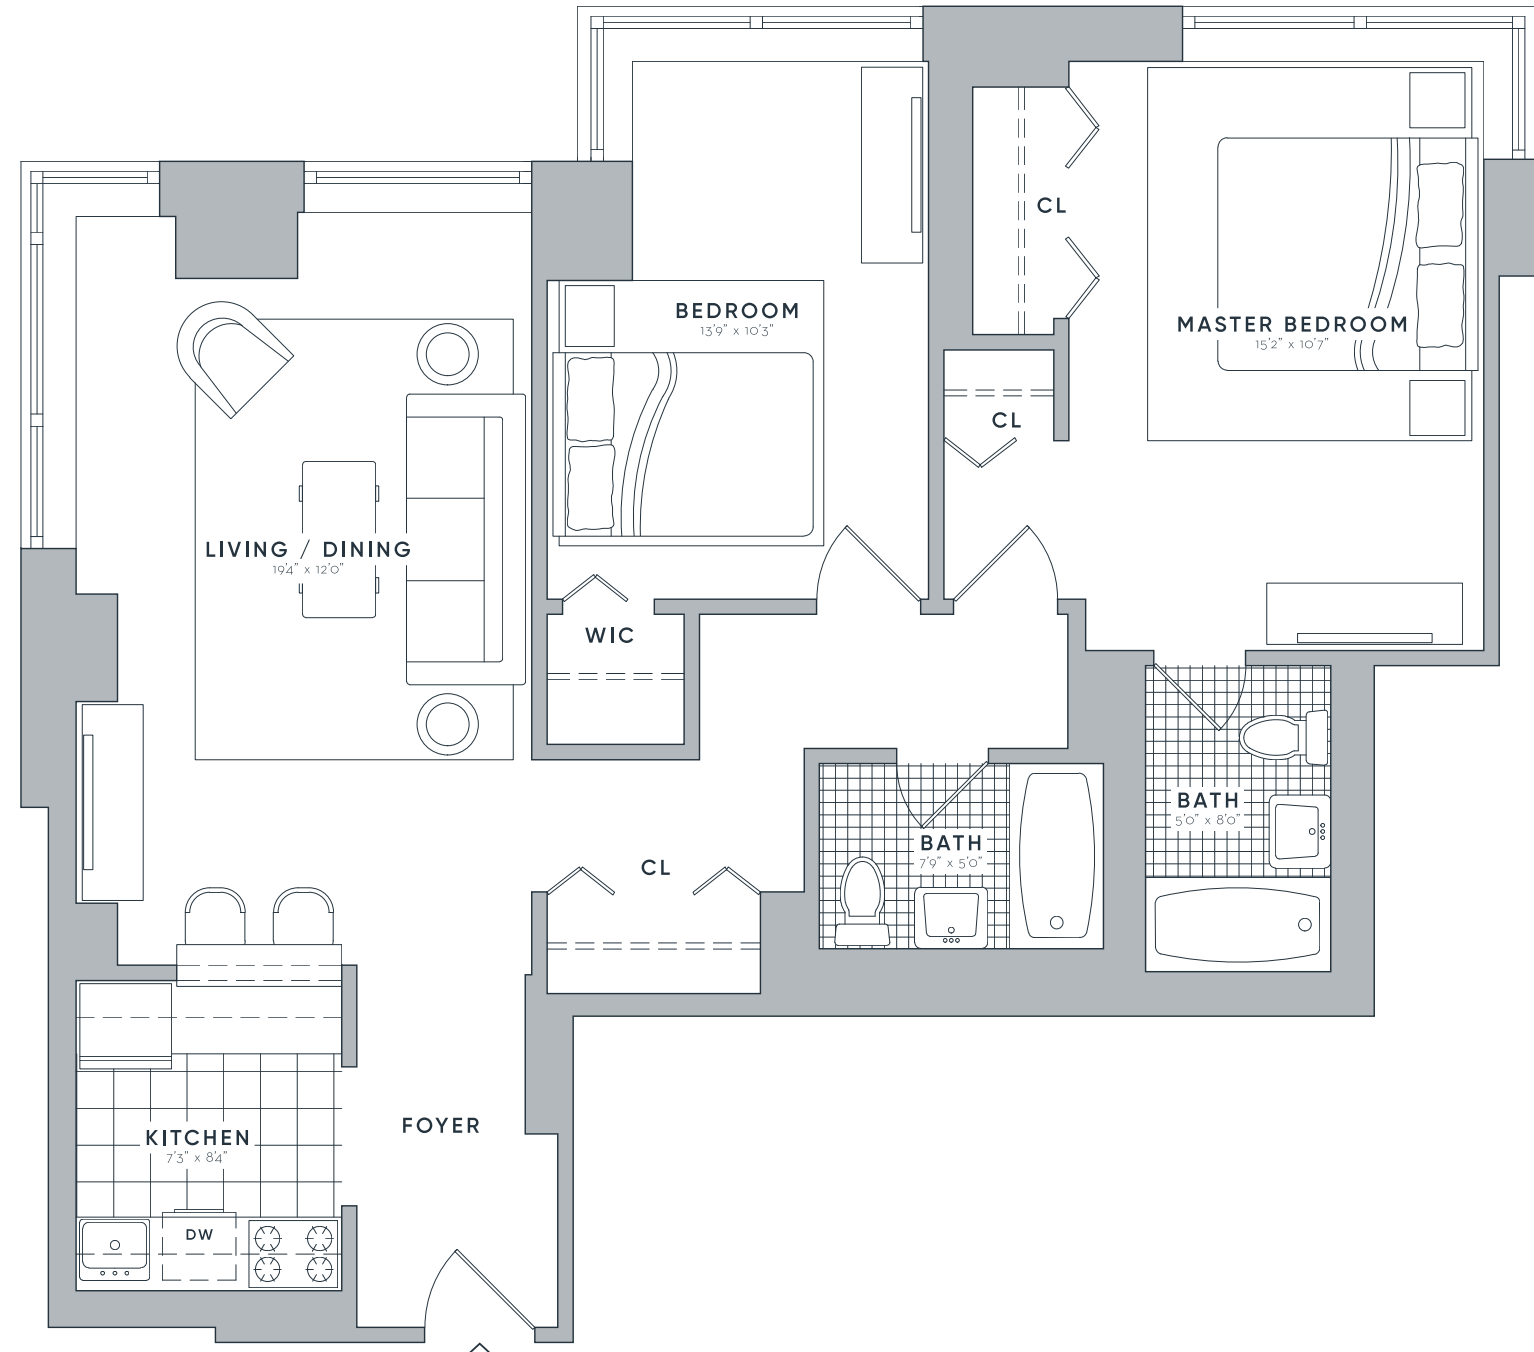 CL
BEDROOM
13'9" x 10'3"
MASTER BEDROOM
15'2" x 10'7"
CL
LIVING / DINING
19'4" x 12'0"
WIC
BATH
5'0" x 8'0"
BATH
7'9" x 5'0"
CL
FOYER
KITCHEN
7'3" x 8'4"
DW